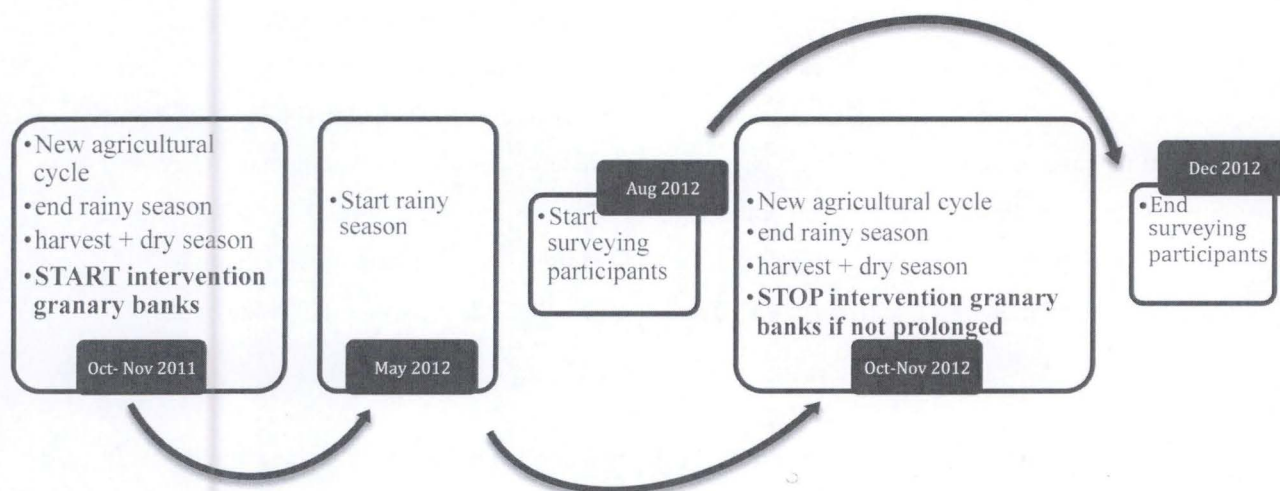 •New agricultural
cycle
•end rainy season
•harvest + dry season
•START intervention
granary banks
Oct- Nov 2011
•Start rainy
season
May 2012
Aug 2012
•Start
surveying
participants
•New agricultural cycle
•end rainy season
•harvest + dry season
•STOP intervention granary
banks if not prolonged
Oct-Nov 2012
Dec 2012
•End
surveying
participants